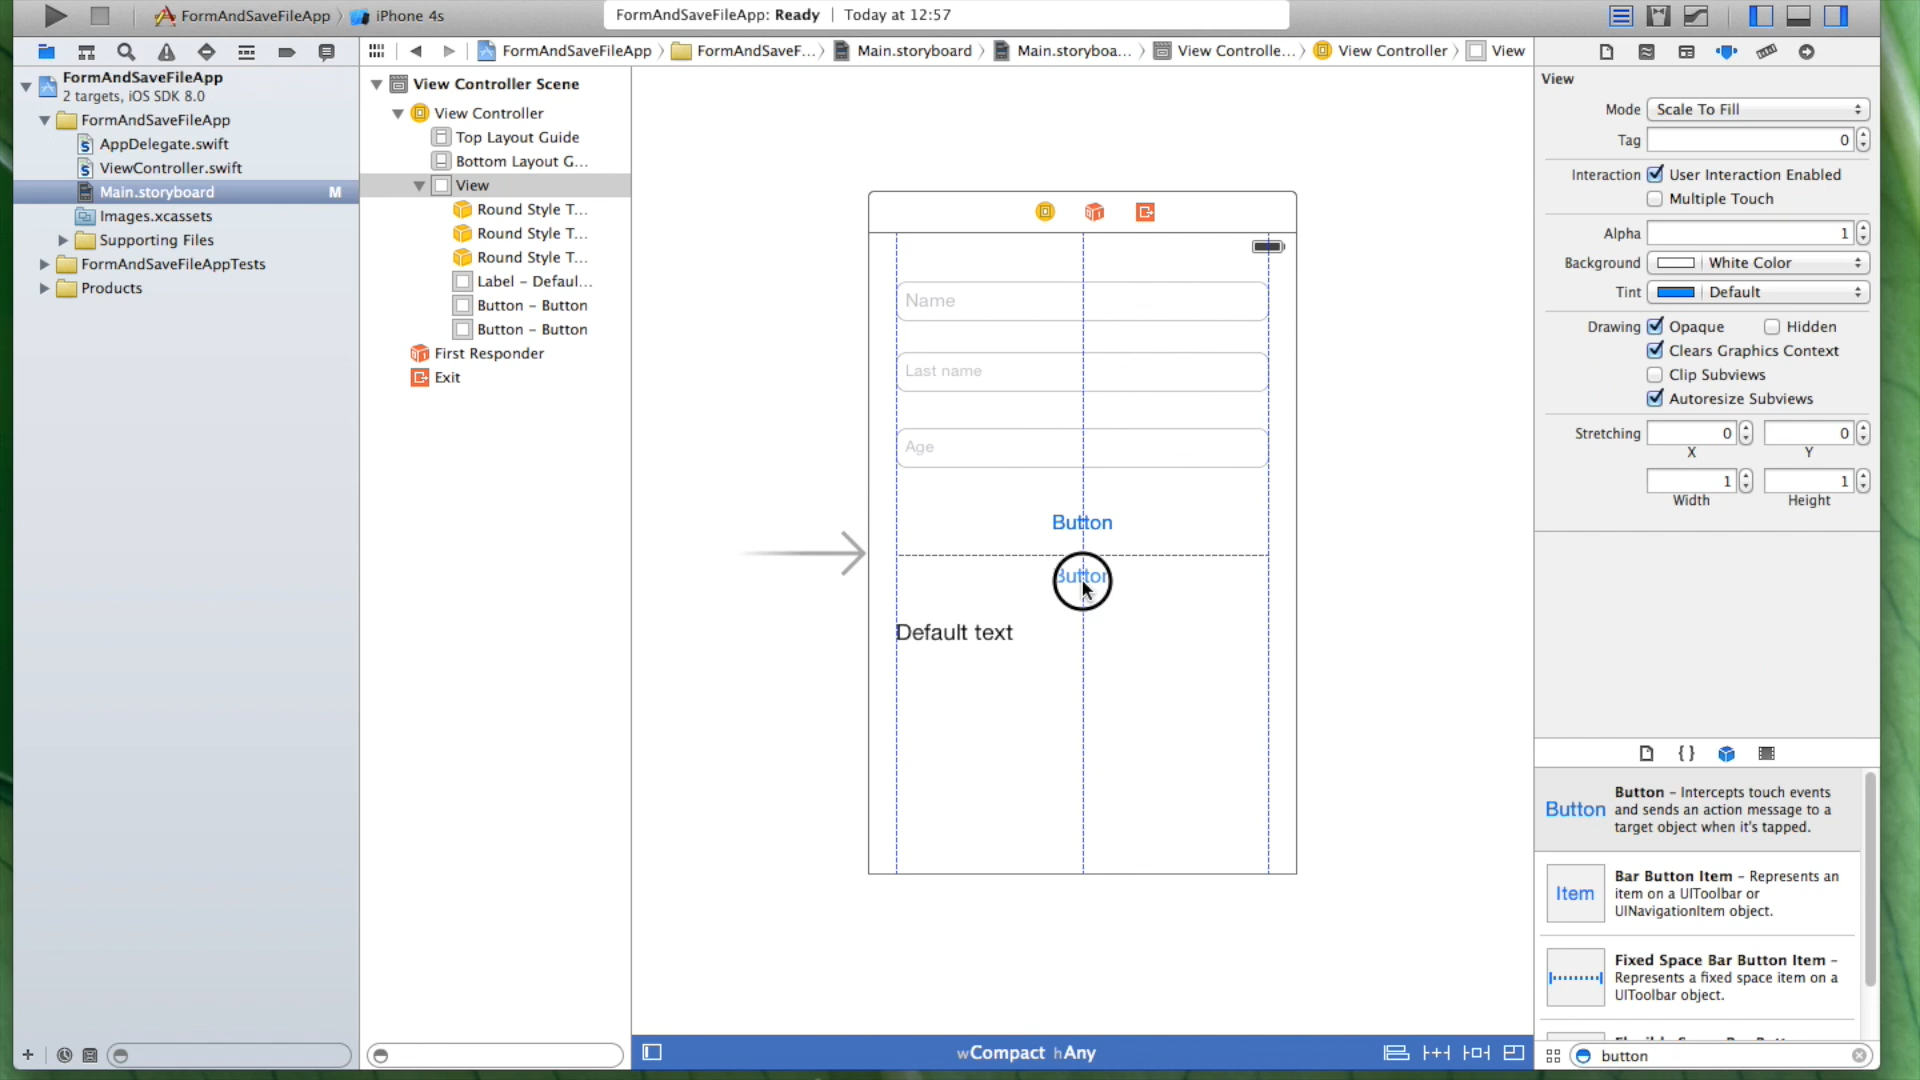 FormAndSaveFileApp
iPhone 4s
FormAndSaveFileApp: Ready | Today at 12:57
FormAndSaveFileApp
FormAndSaveF...
Main.storyboard
Main.storyboa...
View Controlle...
View Controller
View
FormAndSaveFileApp
2 targets, iOS SDK 8.0
FormAndSaveFileApp
AppDelegate.swift
ViewController.swift
Main.storyboard M
Images.xcassets
Supporting Files
FormAndSaveFileAppTests
Products
View Controller Scene
View Controller
Top Layout Guide
Bottom Layout G...
View
Round Style T...
Round Style T...
Round Style T...
Label – Defaul...
Button – Button
Button – Button
First Responder
Exit
Name
Last name
Age
Button
Button
Default text
wCompact hAny
View
Mode Scale To Fill
Tag 0
Interaction User Interaction Enabled
Multiple Touch
Alpha 1
Background White Color
Tint Default
Drawing Opaque Hidden
Clears Graphics Context
Clip Subviews
Autoresize Subviews
Stretching 0 0
X Y
1 1
Width Height
{ }
Button
Button – Intercepts touch events
and sends an action message to a
target object when it's tapped.
Item
Bar Button Item – Represents an
item on a UIToolbar or
UINavigationItem object.
Fixed Space Bar Button Item –
Represents a fixed space item on a
UIToolbar object.
button